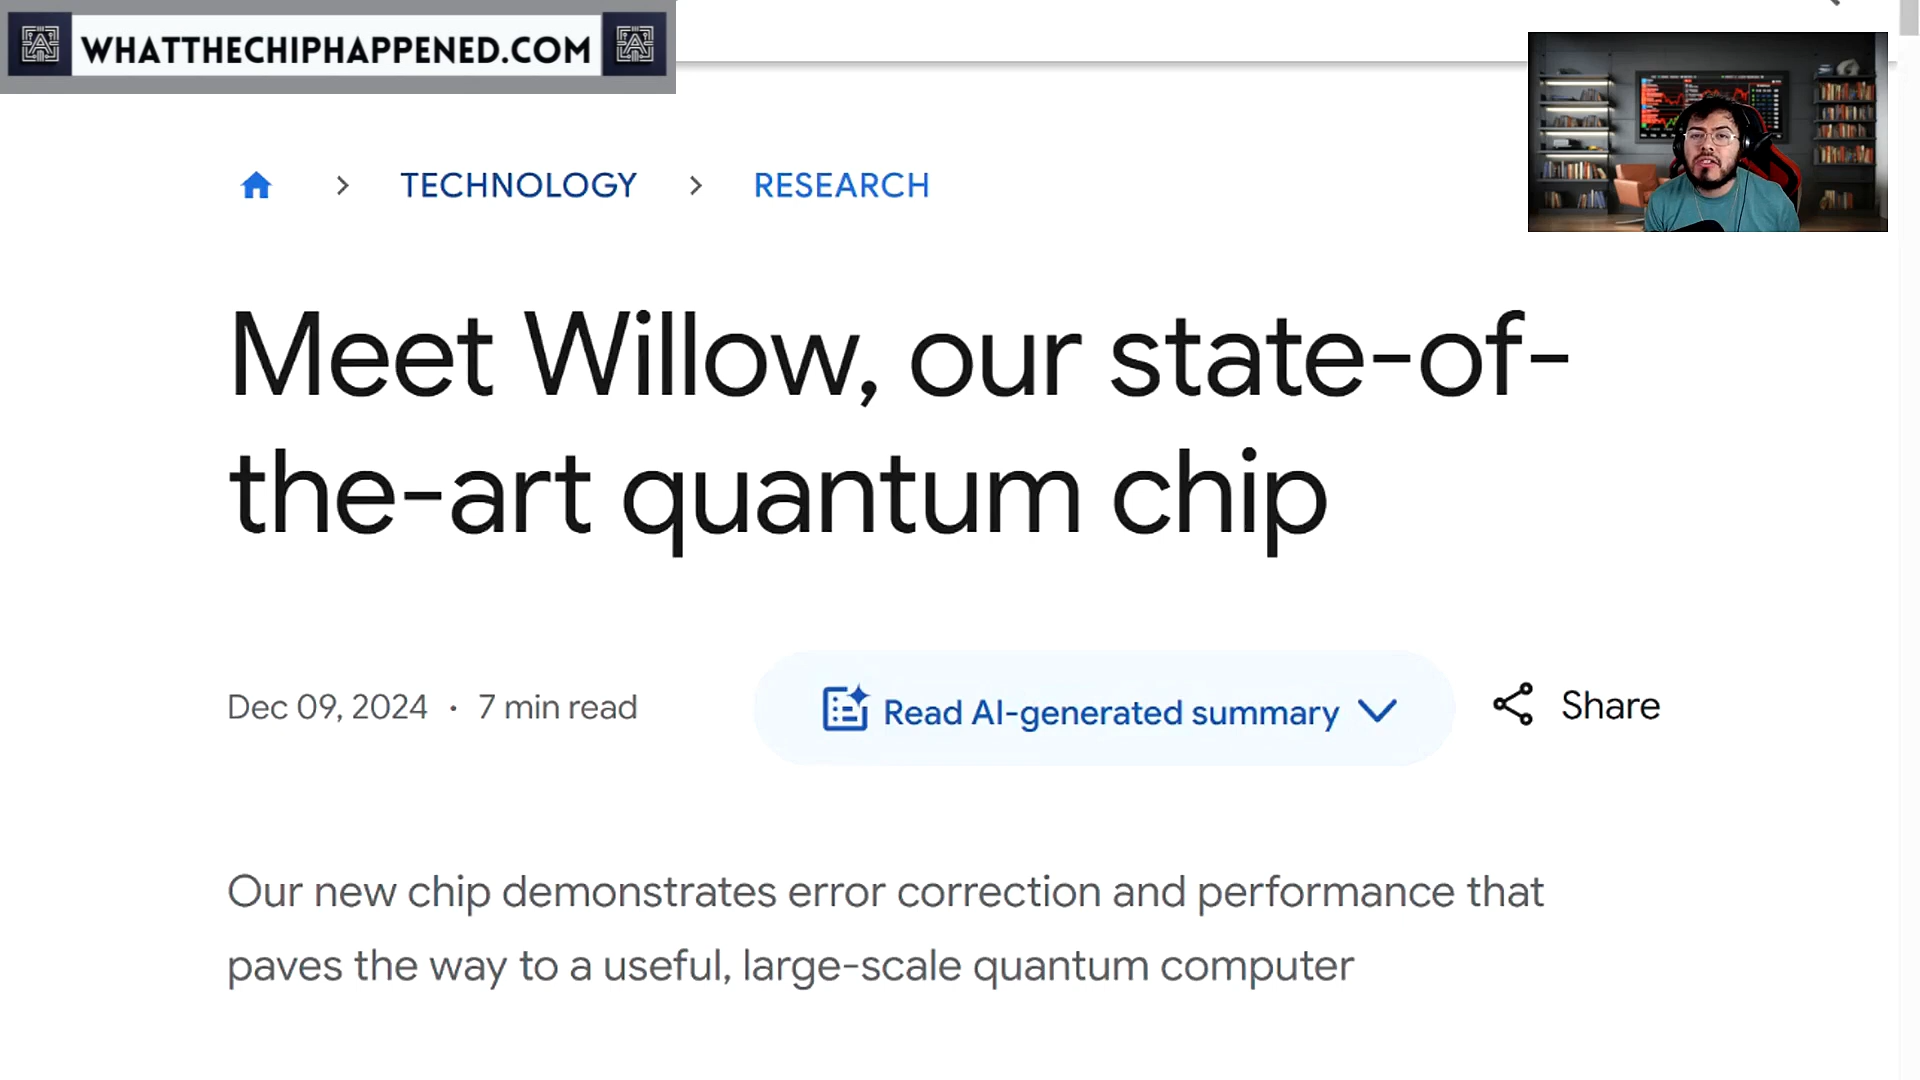 WHATTHECHIPHAPPENED.COM
TECHNOLOGY > RESEARCH
Meet Willow, our state-of-
the-art quantum chip
Dec 09, 2024 · 7 min read
Read AI-generated summary
Share
Our new chip demonstrates error correction and performance that
paves the way to a useful, large-scale quantum computer